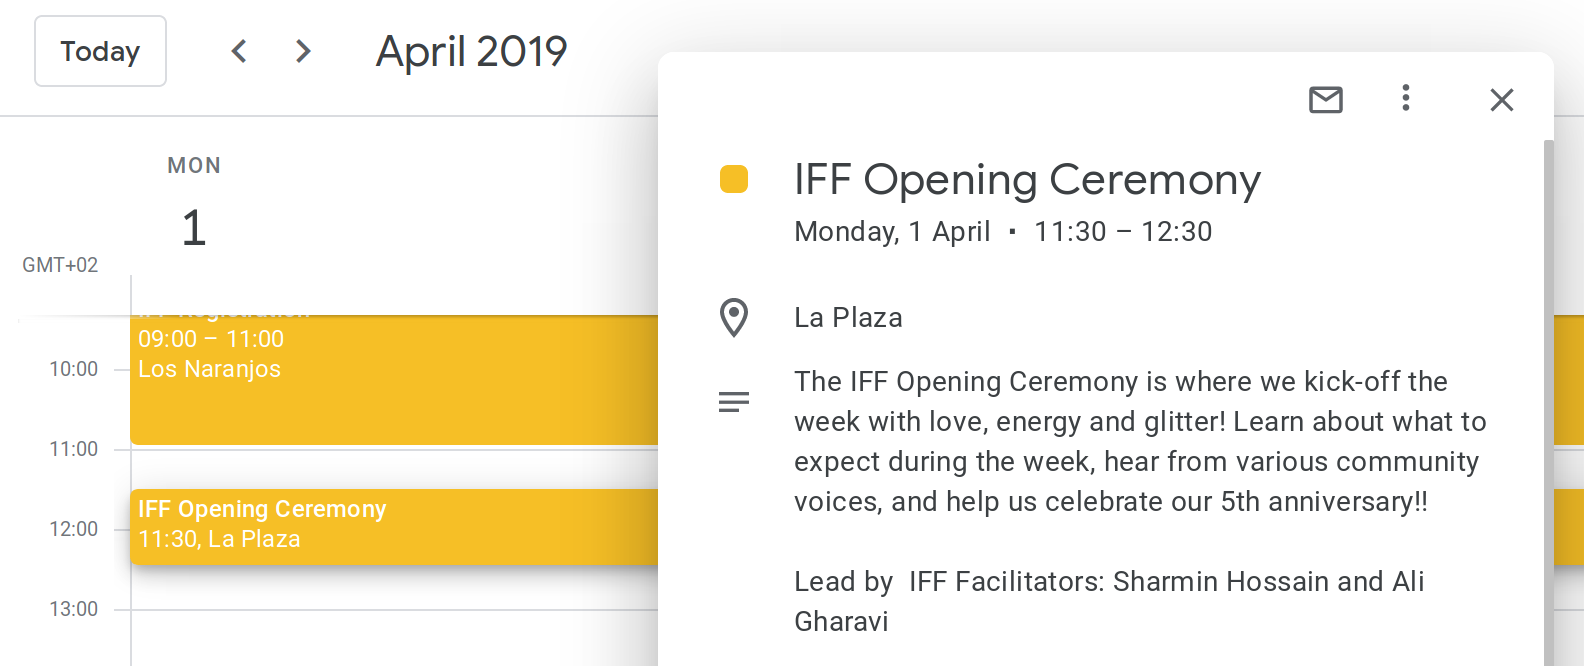 Today
April 2019
MON
1
GMT+02
IFF Registration
09:00 – 11:00
Los Naranjos
10:00
11:00
IFF Opening Ceremony
11:30, La Plaza
12:00
13:00
IFF Opening Ceremony
Monday, 1 April · 11:30 – 12:30
La Plaza
The IFF Opening Ceremony is where we kick-off the
week with love, energy and glitter! Learn about what to
expect during the week, hear from various community
voices, and help us celebrate our 5th anniversary!!
Lead by  IFF Facilitators: Sharmin Hossain and Ali
Gharavi